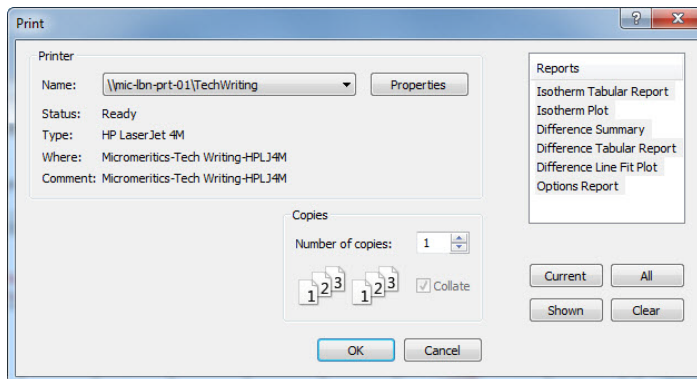 Print
Printer
Name: \\mic-lbn-prt-01\TechWriting Properties
Status: Ready
Type: HP LaserJet 4M
Where: Micromeritics-Tech Writing-HPLJ4M
Comment: Micromeritics-Tech Writing-HPLJ4M
Copies
Number of copies: 1
1 2 3 1 2 3 Collate
OK Cancel
Reports
Isotherm Tabular Report
Isotherm Plot
Difference Summary
Difference Tabular Report
Difference Line Fit Plot
Options Report
Current All
Shown Clear